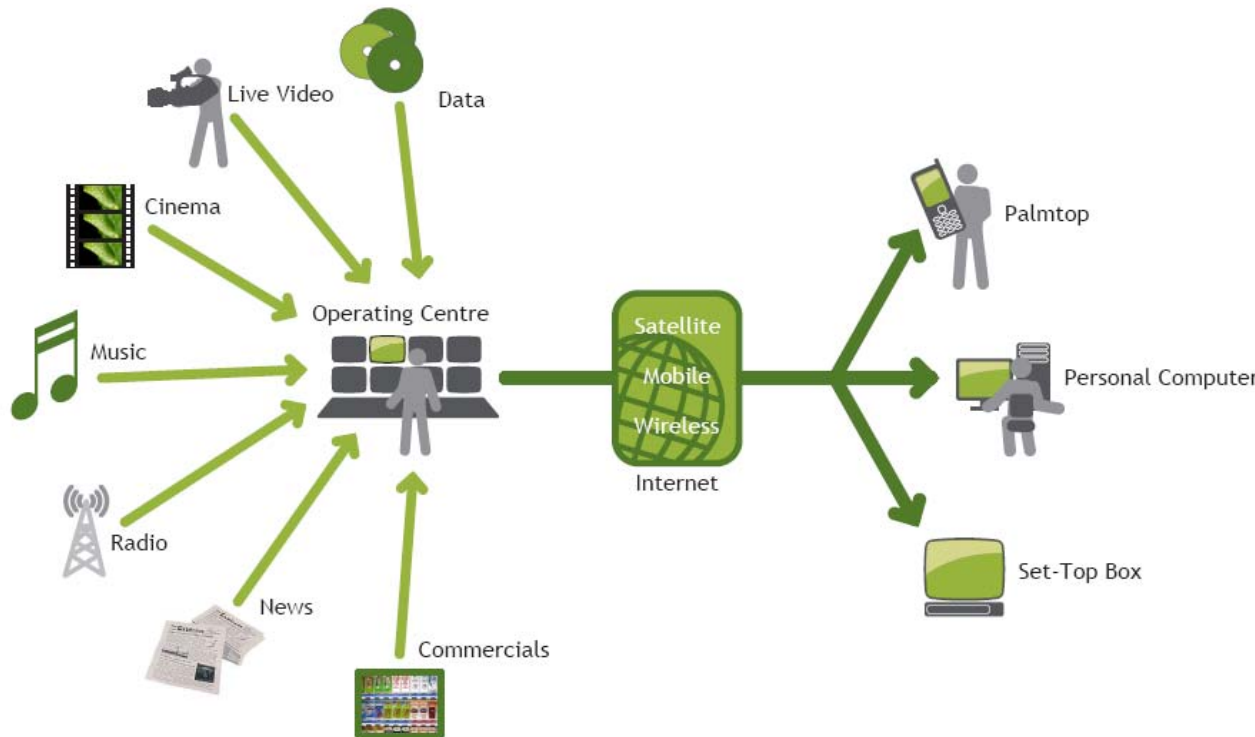 Data
Live Video
Cinema
Music
Radio
News
Commercials
Operating Centre
Satellite
Mobile
Wireless
Internet
Palmtop
Personal Computer
Set-Top Box